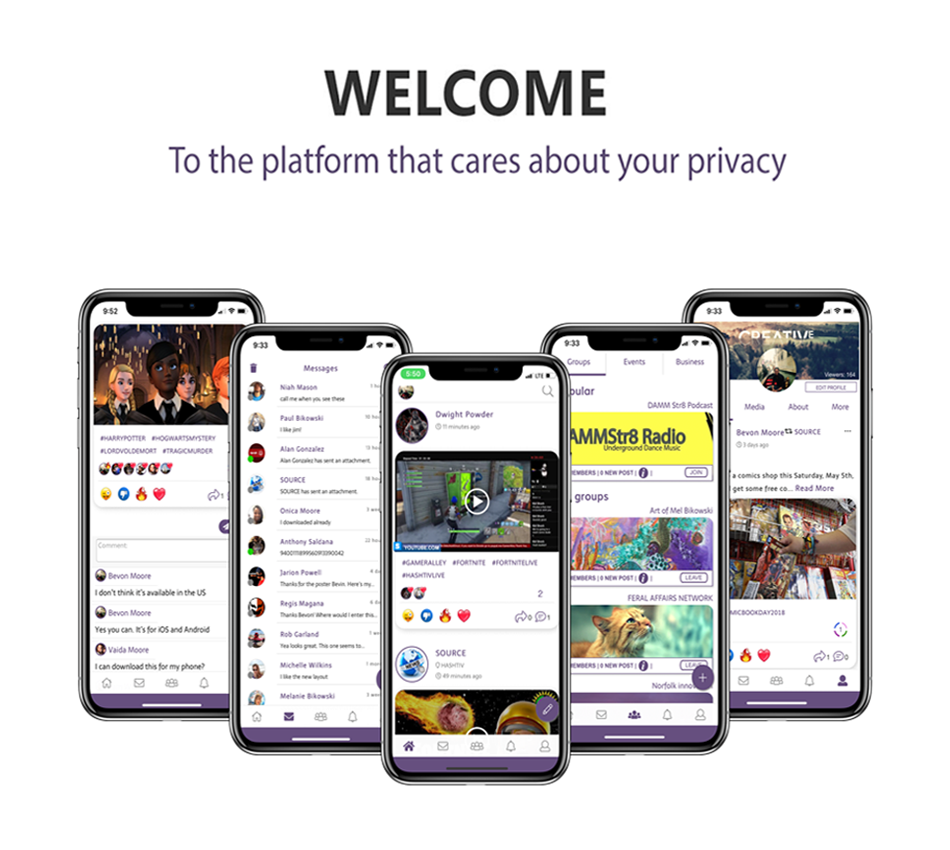 WELCOME
To the platform that cares about your privacy
9:52
#HARRYPOTTER #HOGWARTSMYSTERY
#LORDVOLDEMORT #TRAGICMURDER
1
Comment
Bevon Moore
I don't think it's available in the US
Bevon Moore
Yes you can. It's for iOS and Android
Vaida Moore
I can download this for my phone?
9:33
Messages
Niah Mason
call me when you see these
Paul Bikowski
I like Jim!
Alan Gonzalez
Alan Gonzalez has sent an attachment.
SOURCE
SOURCE has sent an attachment.
Onica Moore
I downloaded already
Anthony Saldana
Jarion Powell
Thanks for the poster Bevin. Here's my...
Regis Magana
Thanks Bevon! Where would I enter this...
Rob Garland
Yea looks great. This one seems to...
Michelle Wilkins
I like the new layout
Melanie Bikowski
5:50
LTE
Dwight Powder
11 minutes ago
YOUTUBE.COM
#GAMERALLEY #FORTNITE #FORTNITELIVE
#HASHTIVLIVE
2
0 1
SOURCE
HASHTIV
49 minutes ago
9:33
Groups Events Business
pular
DAMM Str8 Podcast
AMMStr8 Radio
Underground Dance Music
EMBERS | 0 NEW POST | JOIN
groups
Art of Mel Bikowski
EMBERS | 0 NEW POST | LEAVE
FERAL AFFAIRS NETWORK
EMBERS | 0 NEW POST | LEAVE
Norfolk inno
9:33
CREATIVE
Viewers: 164
EDIT PROFILE
Media About More
Bevon Moore SOURCE
3 days ago
a comics shop this Saturday, May 5th,
get some free co... Read More
MICBOOKDAY2018
1 0